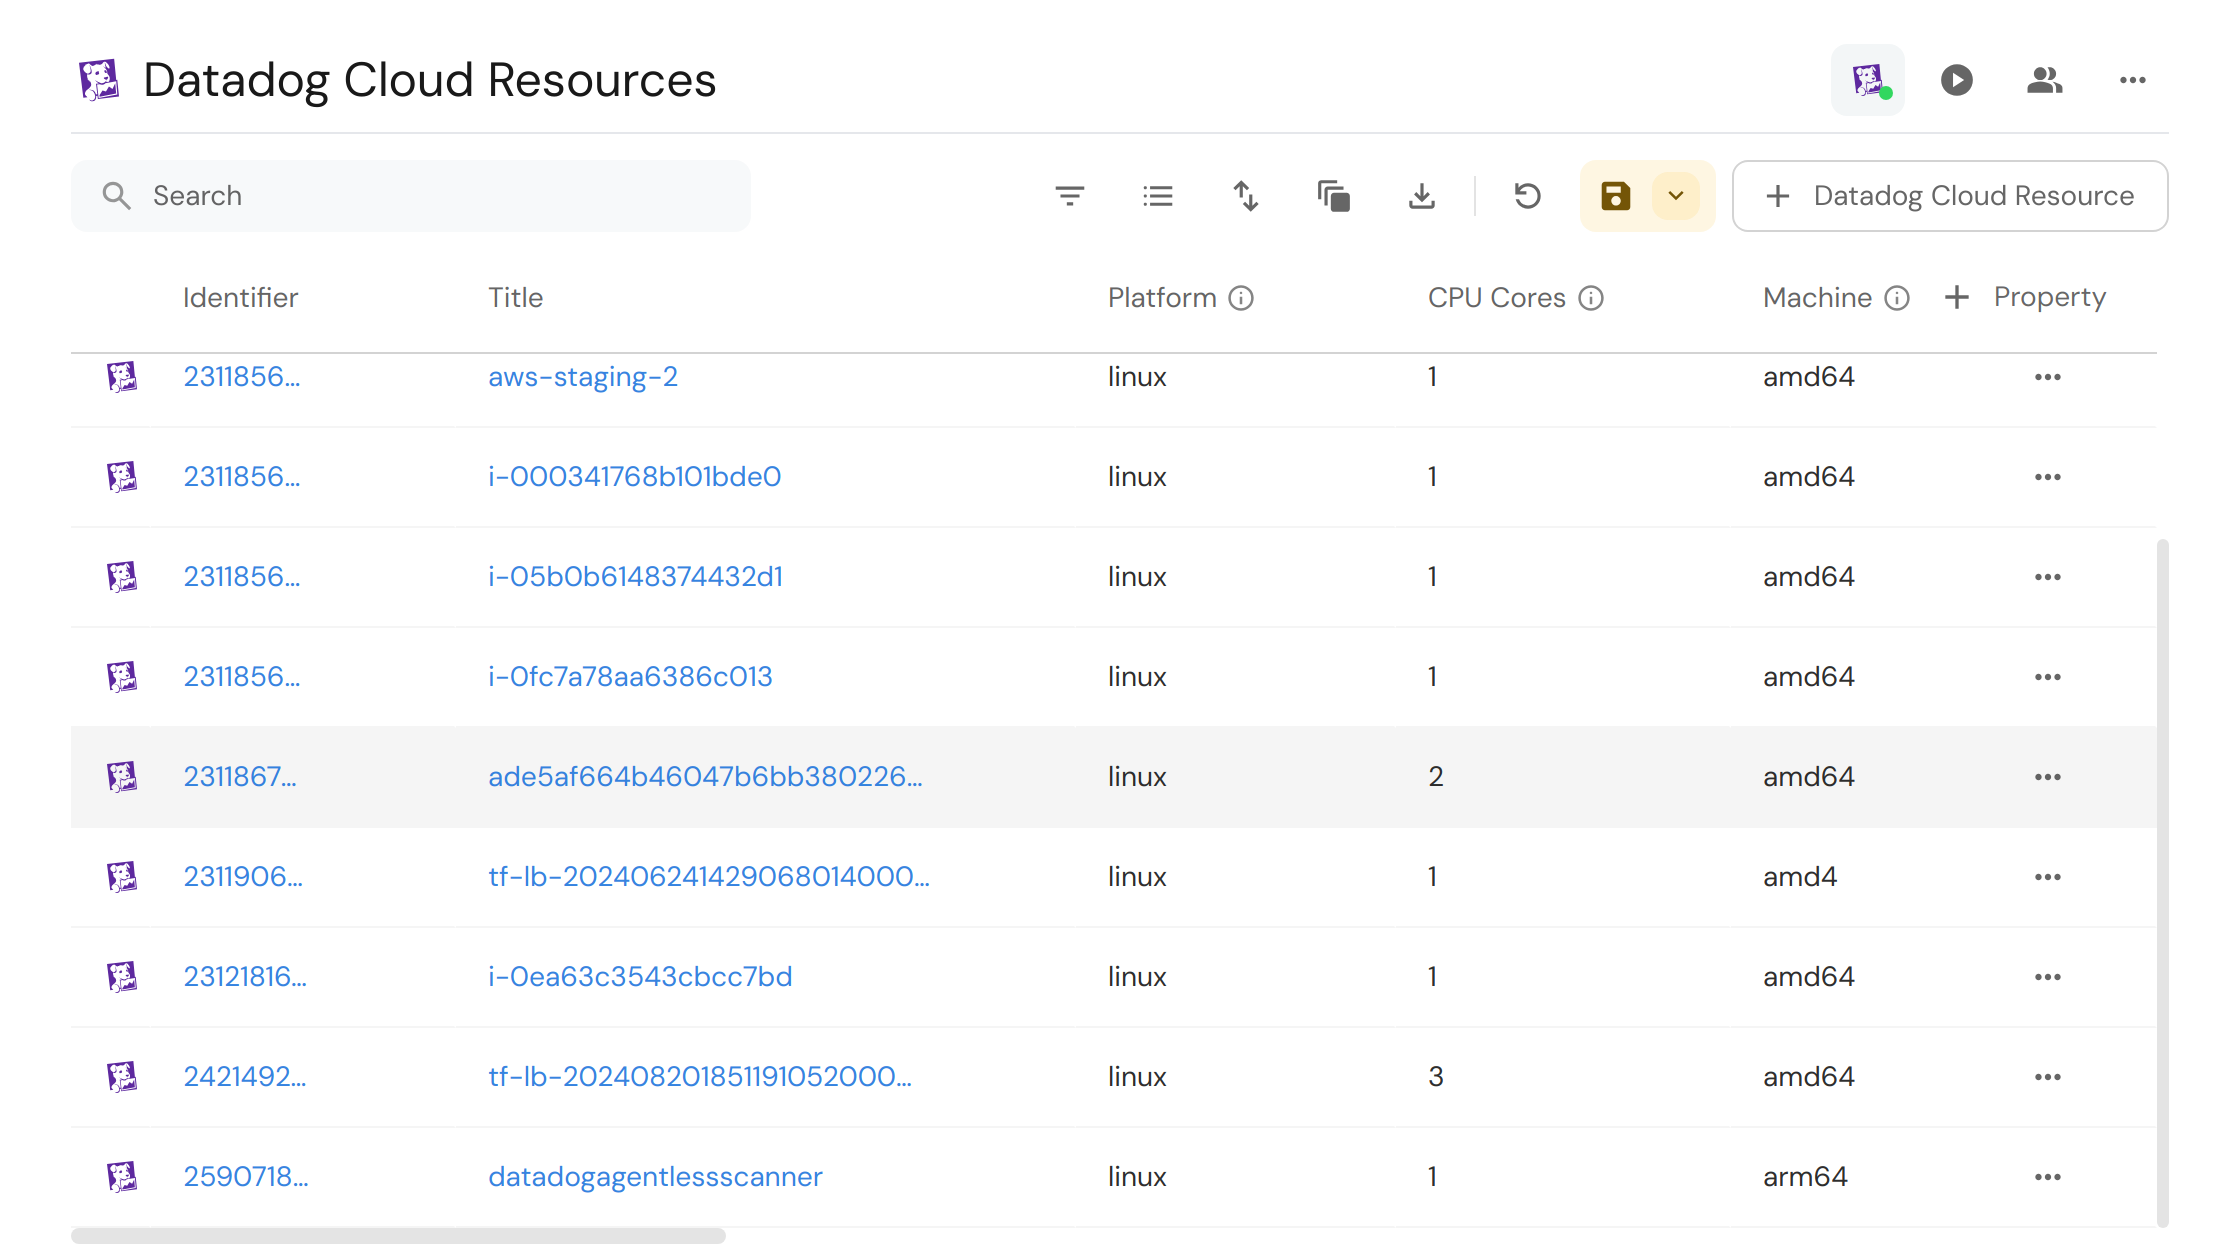 Datadog Cloud Resources
Search
+ Datadog Cloud Resource
Identifier Title Platform CPU Cores Machine + Property
2311856... aws-staging-2 linux 1 amd64
2311856... i-000341768b101bde0 linux 1 amd64
2311856... i-05b0b6148374432d1 linux 1 amd64
2311856... i-0fc7a78aa6386c013 linux 1 amd64
2311867... ade5af664b46047b6bb380226... linux 2 amd64
2311906... tf-lb-202406241429068014000... linux 1 amd4
23121816... i-0ea63c3543cbcc7bd linux 1 amd64
2421492... tf-lb-202408201851191052000... linux 3 amd64
2590718... datadogagentlessscanner linux 1 arm64